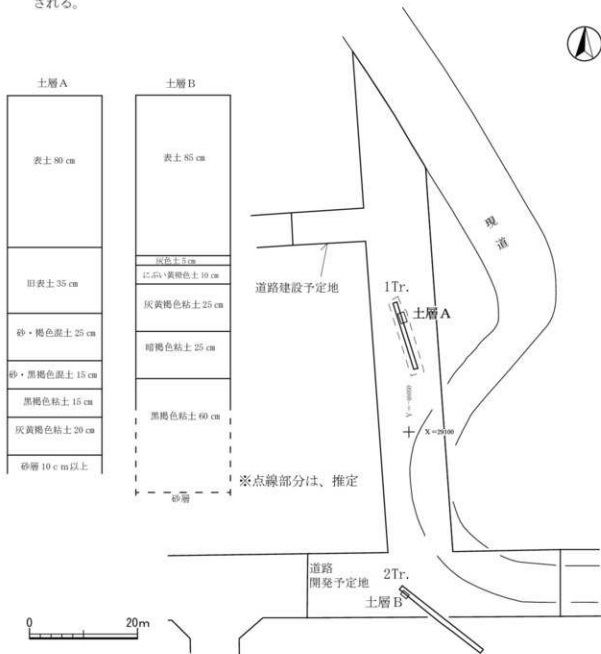 される。
土層A
表土 80 ㎝
旧表土 35 ㎝
砂・褐色混土 25 ㎝
砂・黒褐色混土 15 ㎝
黒褐色粘土 15 ㎝
灰黄褐色粘土 20 ㎝
砂層 10 ｃｍ以上
土層B
表土 85 ㎝
灰色土 5 ㎝
にぶい黄橙色土 10 ㎝
灰黄褐色粘土 25 ㎝
暗褐色粘土 25 ㎝
黒褐色粘土 60 ㎝
砂層
※点線部分は、推定
道路建設予定地
現道
1Tr.
土層A
X=29100
道路
開発予定地
2Tr.
土層B
0
20m